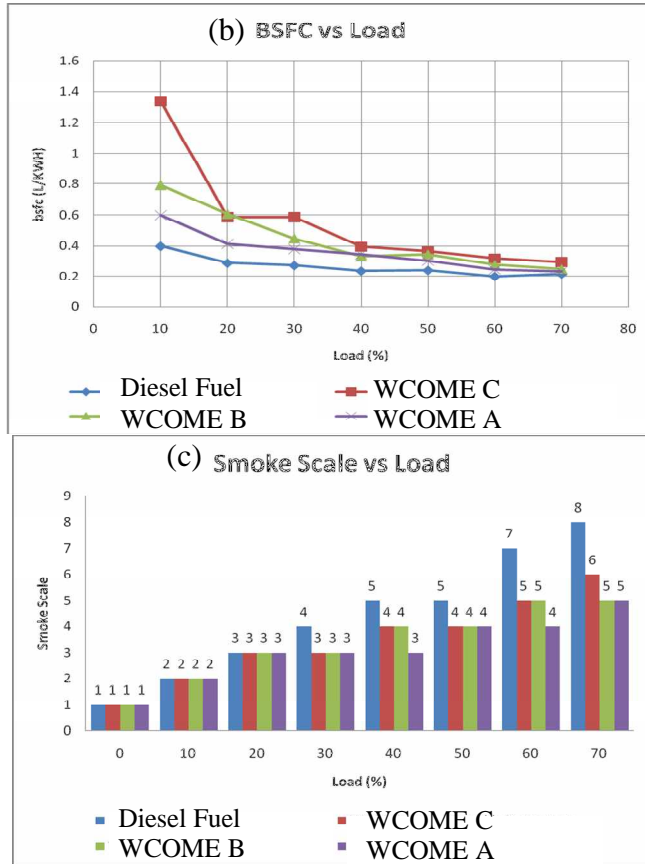 (b) BSFC vs Load
1.6
1.4
1.2
1
0.8
0.6
0.4
0.2
0
bsfc (L/KWH)
0 10 20 30 40 50 60 70 80
Load (%)
Diesel Fuel WCOME C
WCOME B WCOME A
(c) Smoke Scale vs Load
9
8
7
6
5
4
3
2
1
0
Smoke Scale
1 1 1 1 2 2 2 2 3 3 3 3 4 3 3 3 5 4 4 3 5 4 4 4 7 5 5 4 8 6 5 5
0 10 20 30 40 50 60 70
Load (%)
Diesel Fuel WCOME C
WCOME B WCOME A